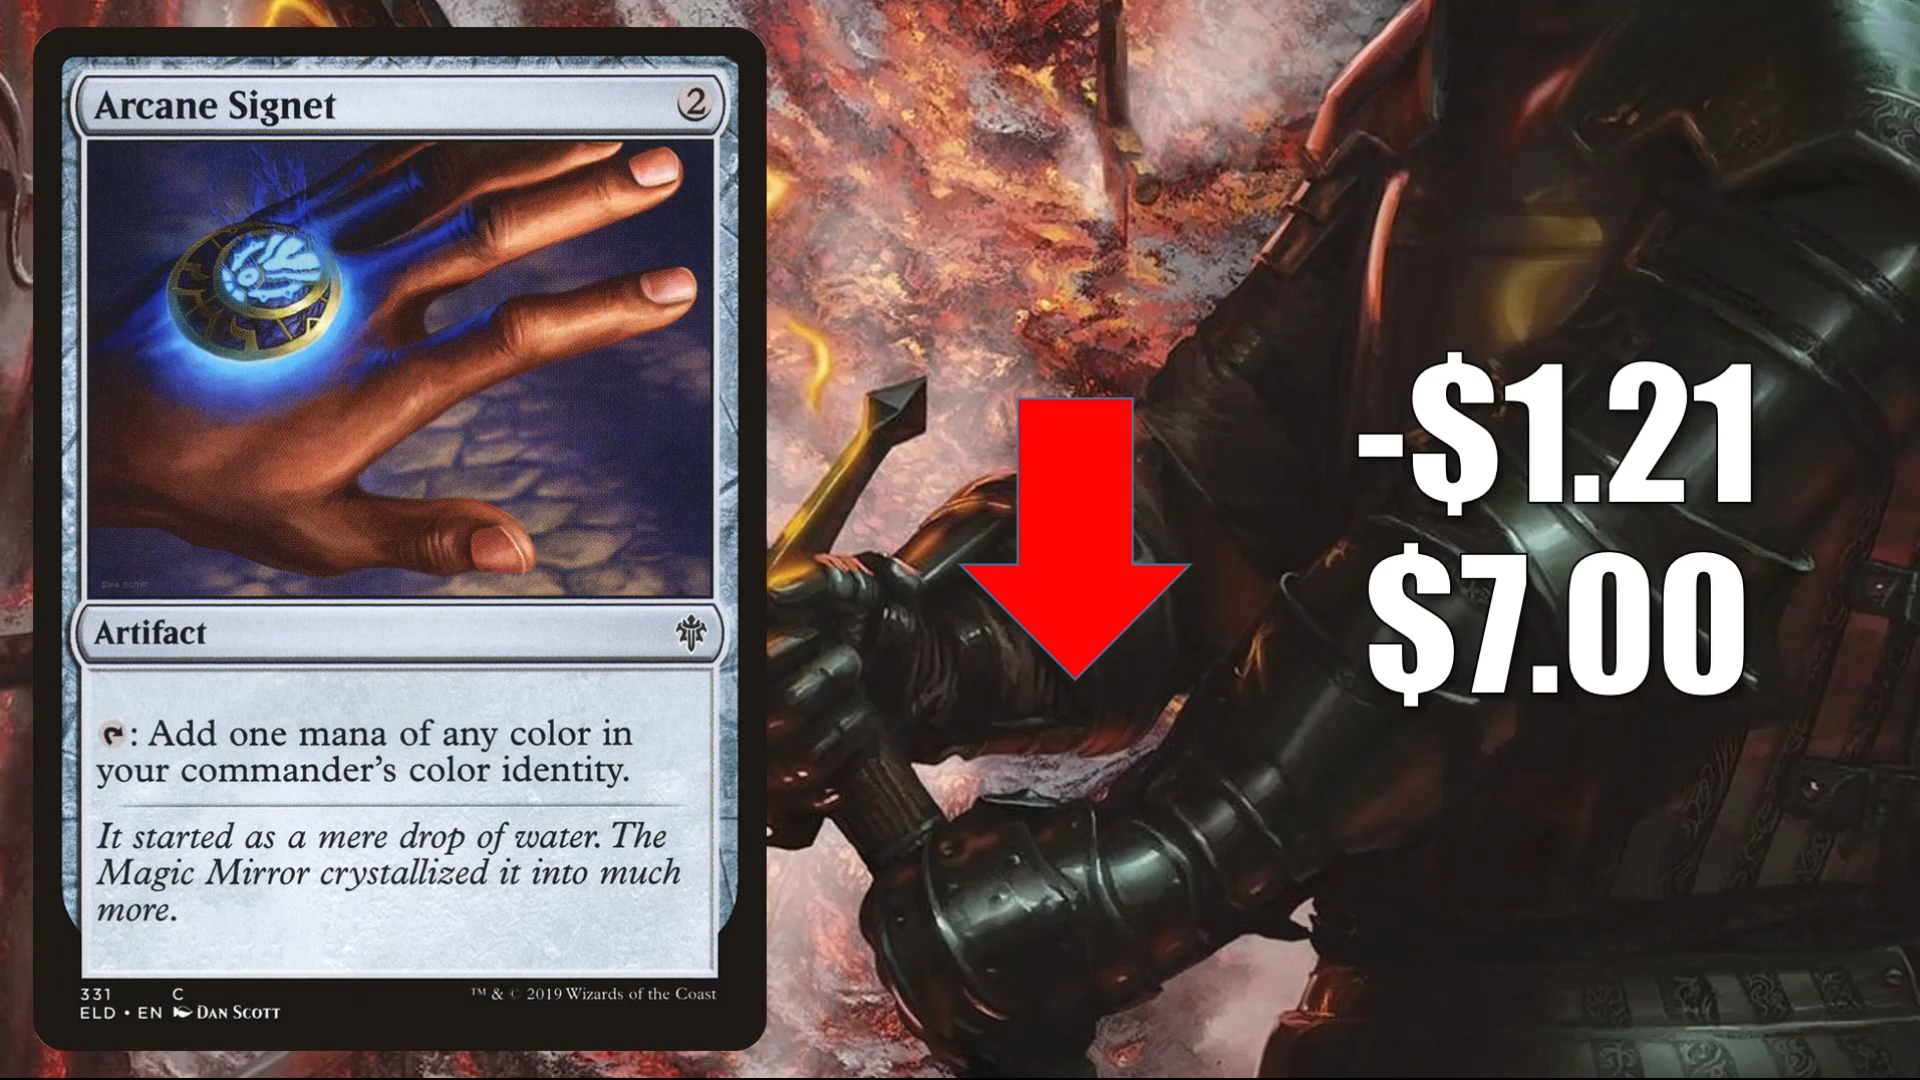 Arcane Signet 2
Artifact
: Add one mana of any color in
your commander's color identity.
It started as a mere drop of water. The
Magic Mirror crystallized it into much
more.
331 C
ELD • EN DAN SCOTT
™ & © 2019 Wizards of the Coast
-$1.21
$7.00